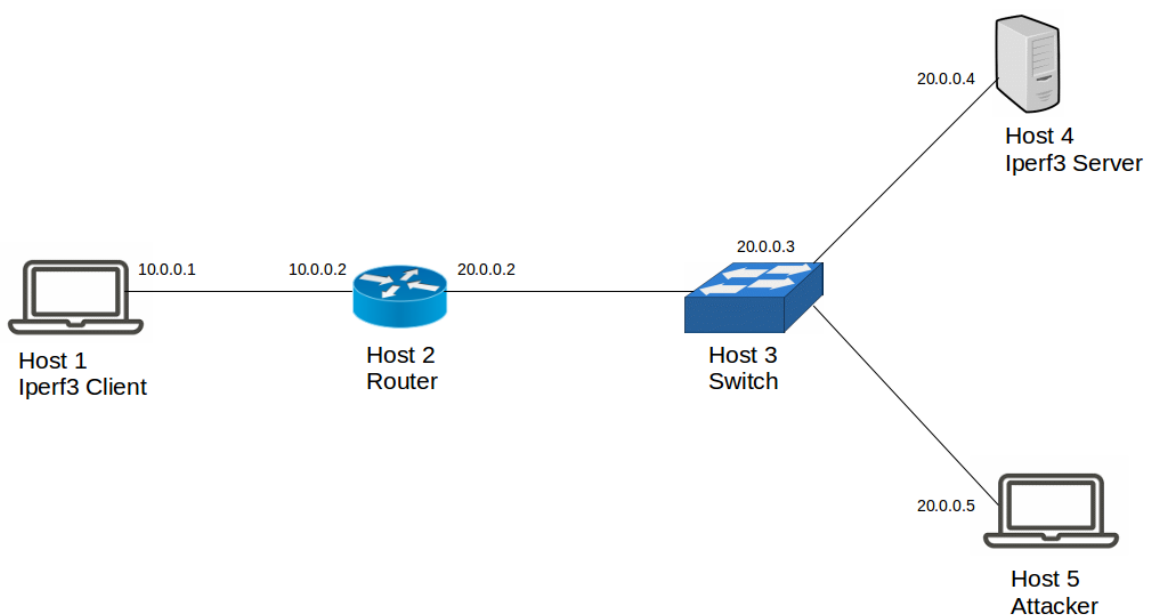 20.0.0.4
Host 4
Iperf3 Server
20.0.0.3
10.0.0.1
10.0.0.2
20.0.0.2
Host 1
Iperf3 Client
Host 2
Router
Host 3
Switch
20.0.0.5
Host 5
Attacker